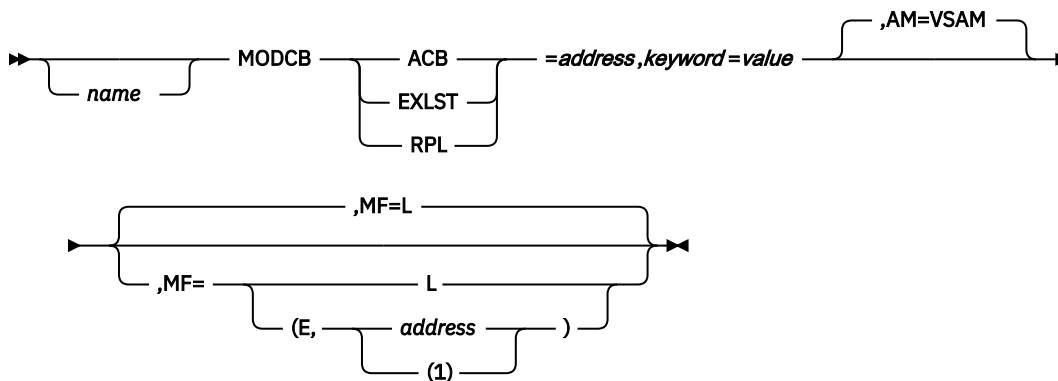 ,AM=VSAM
name MODCB ACB =address,keyword=value
EXLST
RPL
,MF=L
,MF= L
(E, address )
(1)